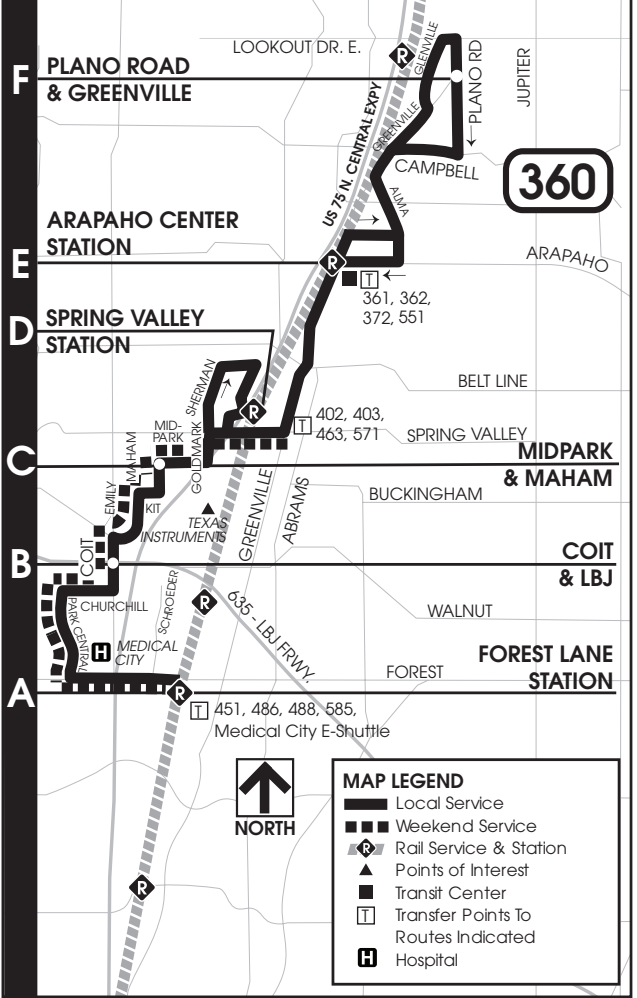 LOOKOUT DR. E.
GLENVILLE
PLANO RD
JUPITER
F
PLANO ROAD
& GREENVILLE
US 75 N. CENTRAL EXPY
GREENVILLE
CAMPBELL
360
ALMA
ARAPAHO CENTER
STATION
E
R
ARAPAHO
T
361, 362,
372, 551
D
SPRING VALLEY
STATION
SHERMAN
BELT LINE
R
T
402, 403,
463, 571
SPRING VALLEY
MID-
PARK
MAHAM
GOLDMARK
C
MIDPARK
& MAHAM
EMILY
KIT
TEXAS
INSTRUMENTS
GREENVILLE
ABRAMS
BUCKINGHAM
COIT
B
COIT
& LBJ
CHURCHILL
SCHROEDER
R
635 - LBJ FRWY.
WALNUT
PARK CENTRAL
H
MEDICAL
CITY
FOREST
FOREST LANE
STATION
A
R
T
451, 486, 488, 585,
Medical City E-Shuttle
NORTH
MAP LEGEND
Local Service
Weekend Service
R
Rail Service & Station
Points of Interest
Transit Center
T
Transfer Points To
Routes Indicated
H
Hospital
R
R